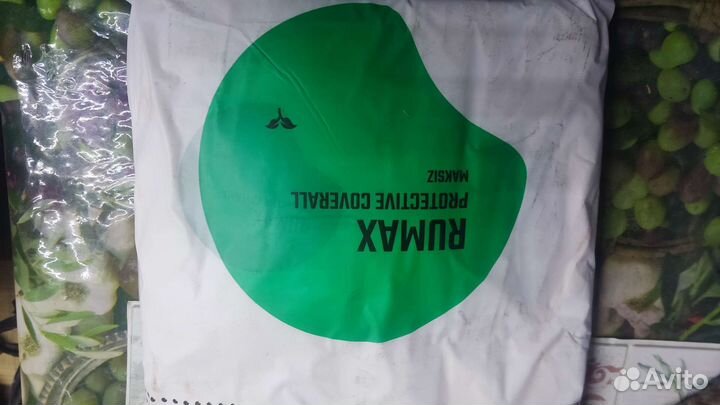 RUMAX
PROTECTIVE COVERALL
MAKSIZ
Avito